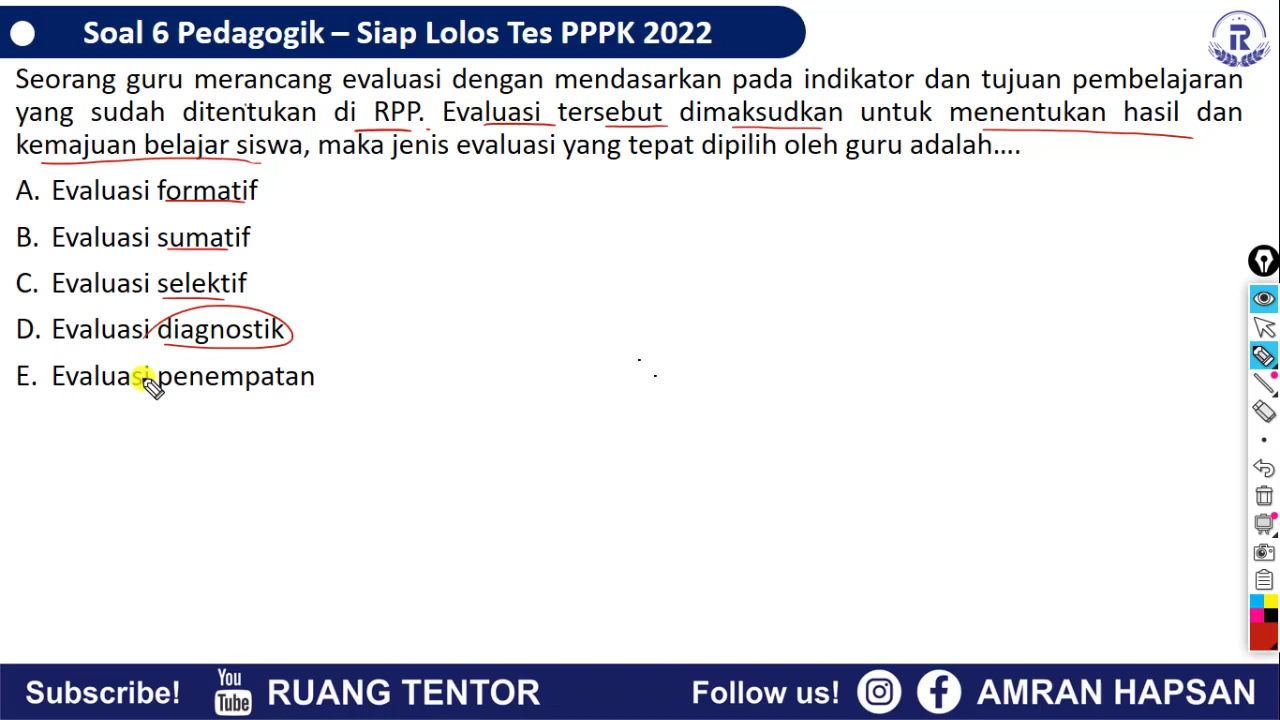 Soal 6 Pedagogik – Siap Lolos Tes PPPK 2022
Seorang guru merancang evaluasi dengan mendasarkan pada indikator dan tujuan pembelajaran
yang sudah ditentukan di RPP. Evaluasi tersebut dimaksudkan untuk menentukan hasil dan
kemajuan belajar siswa, maka jenis evaluasi yang tepat dipilih oleh guru adalah....
A. Evaluasi formatif
B. Evaluasi sumatif
C. Evaluasi selektif
D. Evaluasi diagnostik
E. Evaluasi penempatan
Subscribe! You Tube RUANG TENTOR Follow us! AMRAN HAPSAN